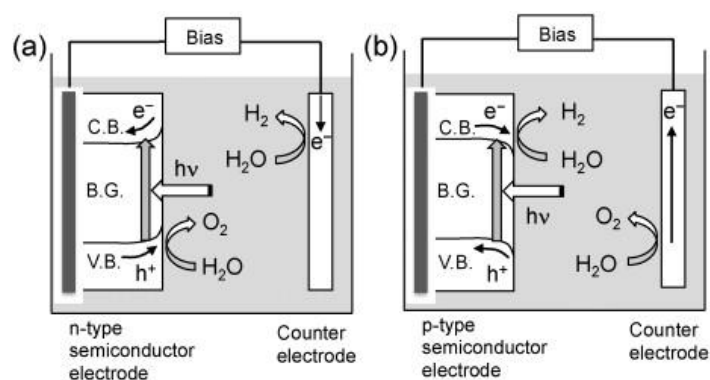 (a)
Bias
C.B.
e⁻
B.G.
V.B.
h⁺
hν
O₂
H₂O
H₂
H₂O
e⁻
n-type
semiconductor
electrode
Counter
electrode
(b)
Bias
C.B.
e⁻
B.G.
V.B.
h⁺
H₂
H₂O
hν
O₂
H₂O
e⁻
p-type
semiconductor
electrode
Counter
electrode